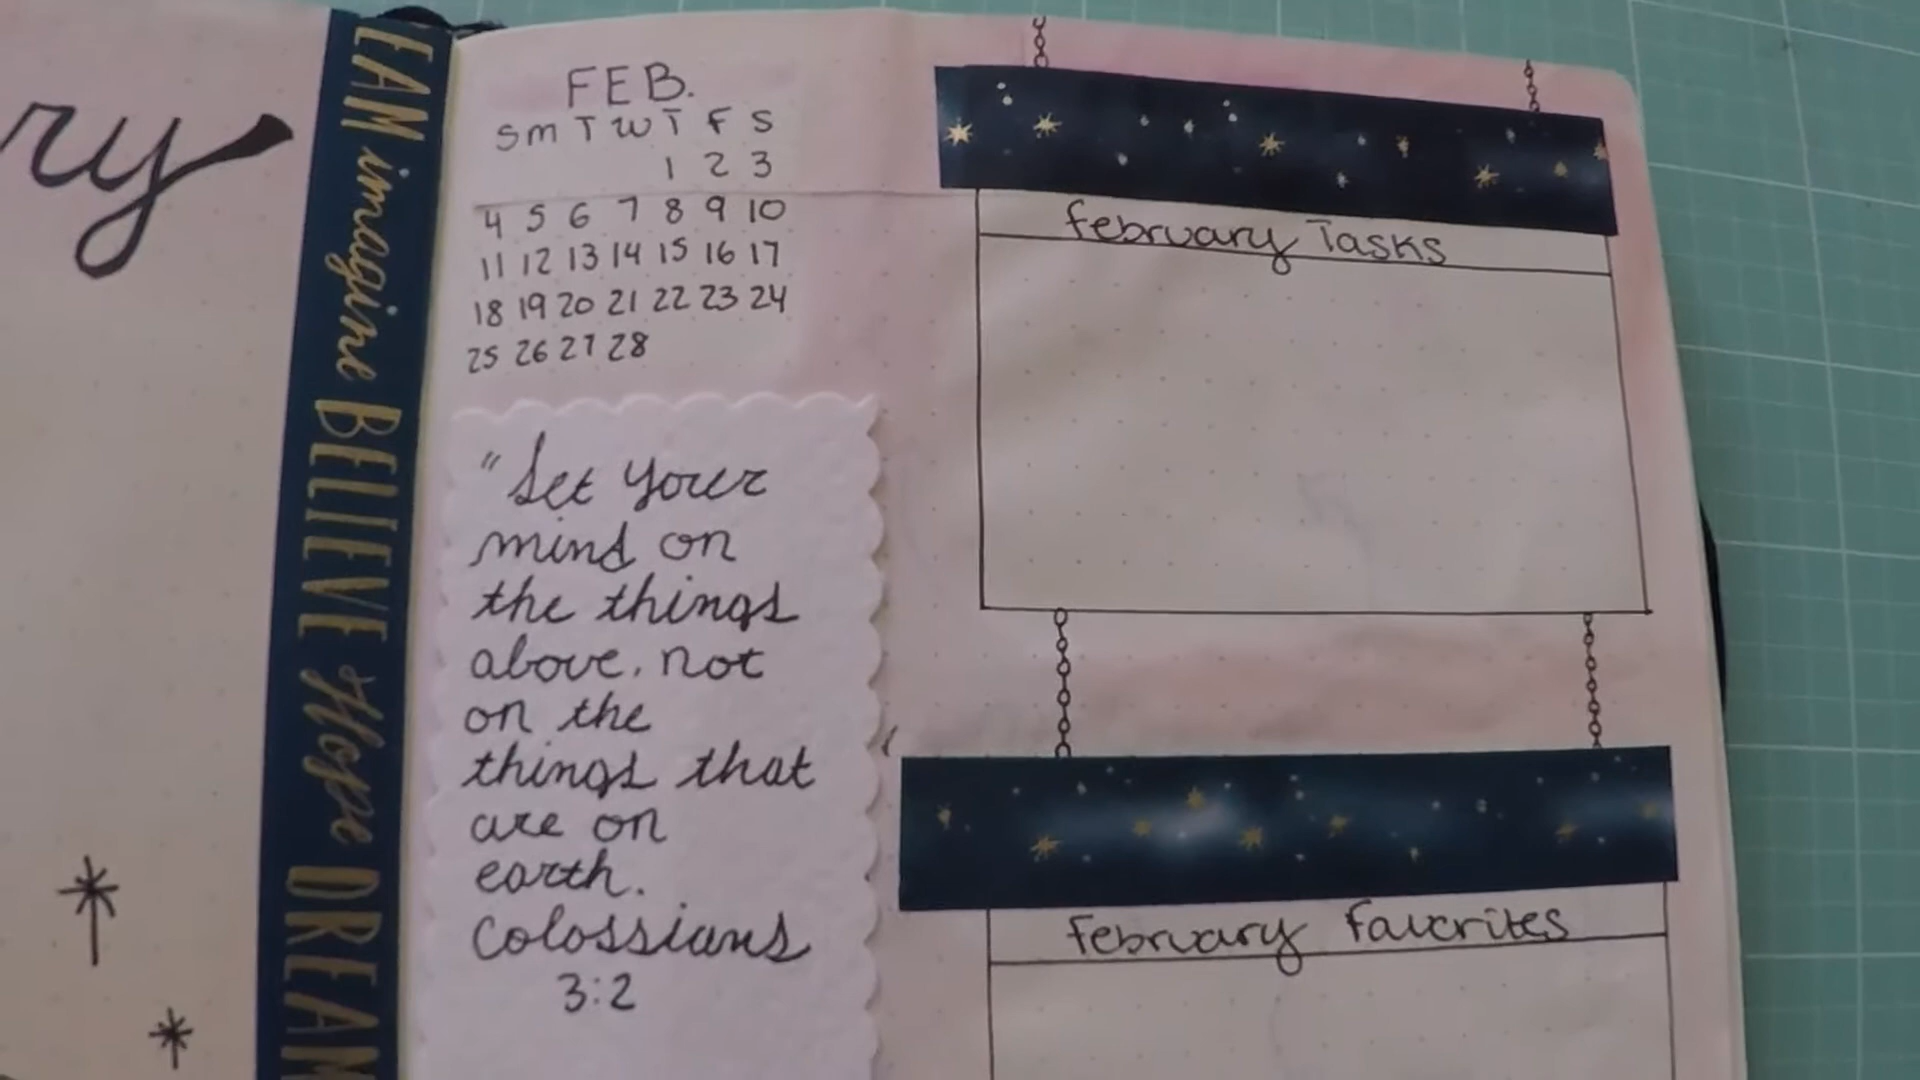 ry
EAM imagine BELIEVE Hope DREAM
FEB.
S M T W T F S
1 2 3
4 5 6 7 8 9 10
11 12 13 14 15 16 17
18 19 20 21 22 23 24
25 26 27 28
"Set your
mind on
the things
above, not
on the
things that
are on
earth.
Colossians
3:2
February Tasks
February Favorites